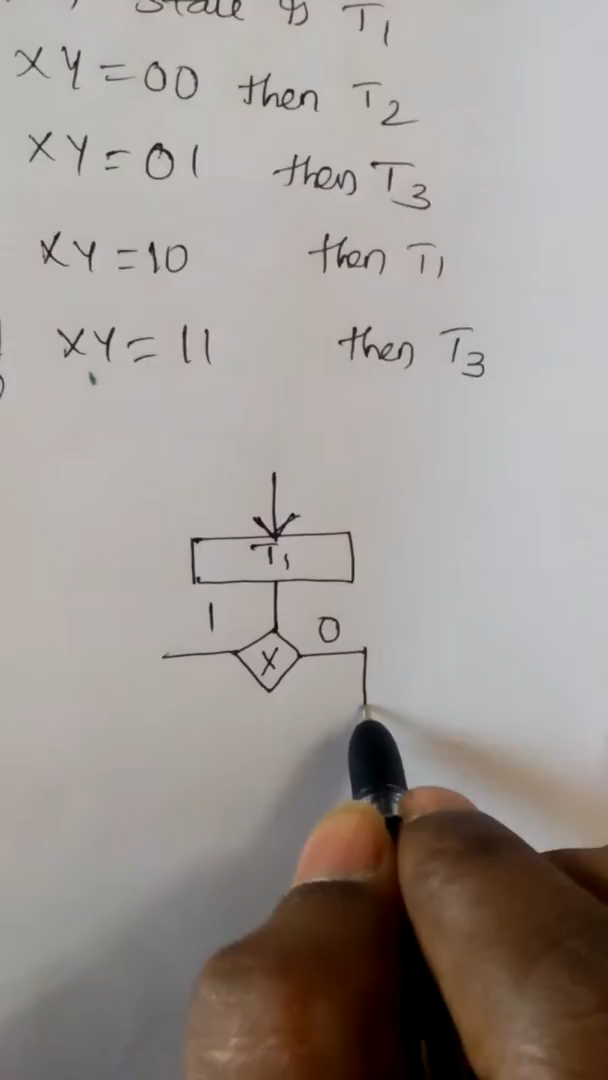 state is T1
XY=00 then T2
XY=01 then T3
XY=10 then T1
XY=11 then T3
T1
1 0
X